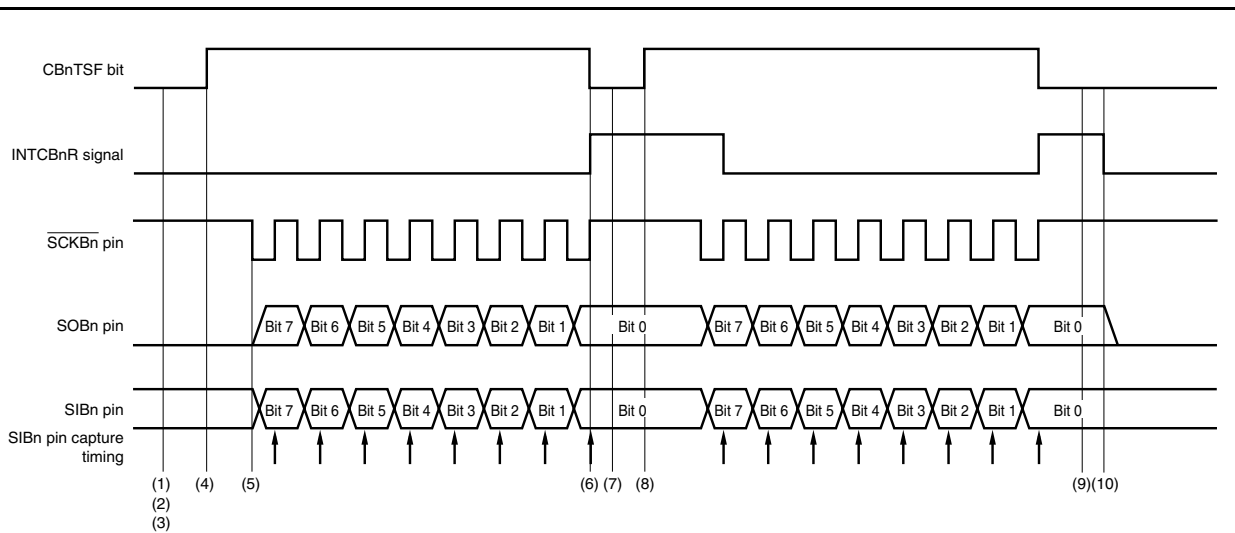 CBnTSF bit
INTCBnR signal
SCKBn pin
SOBn pin
Bit 7 Bit 6 Bit 5 Bit 4 Bit 3 Bit 2 Bit 1 Bit 0 Bit 7 Bit 6 Bit 5 Bit 4 Bit 3 Bit 2 Bit 1 Bit 0
SIBn pin
Bit 7 Bit 6 Bit 5 Bit 4 Bit 3 Bit 2 Bit 1 Bit 0 Bit 7 Bit 6 Bit 5 Bit 4 Bit 3 Bit 2 Bit 1 Bit 0
SIBn pin capture
timing
(1) (4) (5) (6) (7) (8) (9)(10)
(2)
(3)